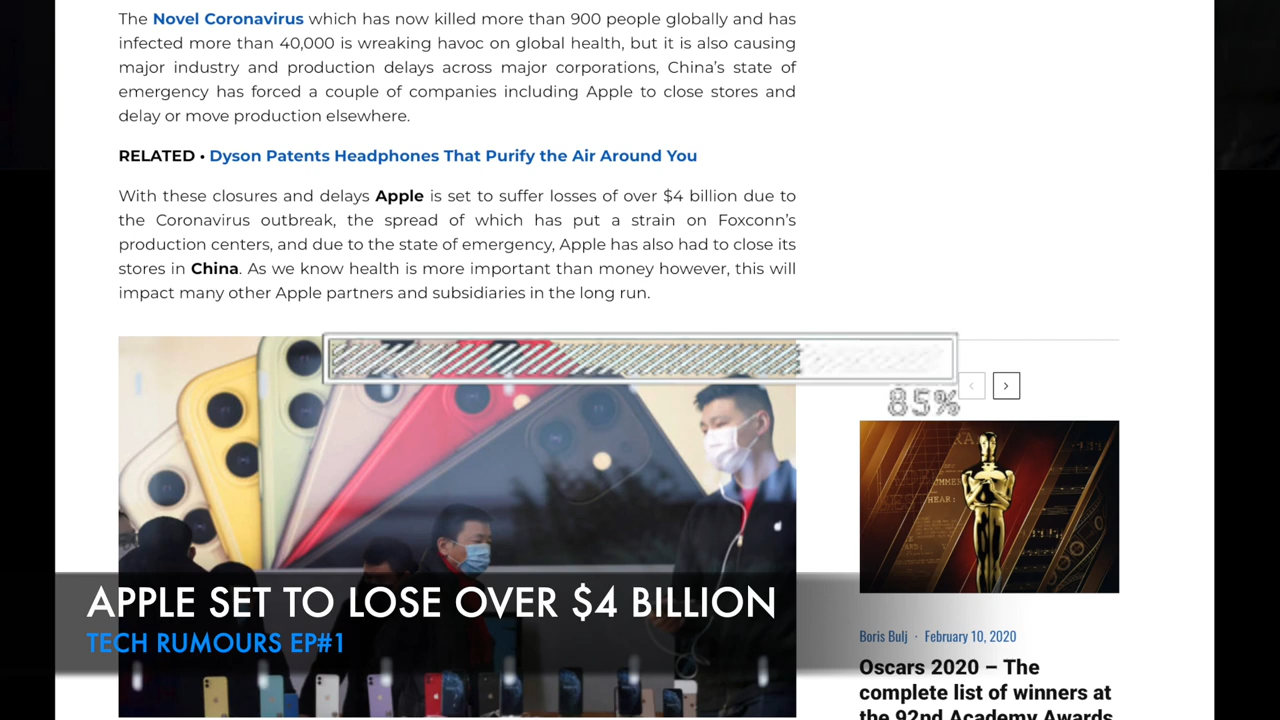 The Novel Coronavirus which has now killed more than 900 people globally and has
infected more than 40,000 is wreaking havoc on global health, but it is also causing
major industry and production delays across major corporations, China’s state of
emergency has forced a couple of companies including Apple to close stores and
delay or move production elsewhere.
RELATED • Dyson Patents Headphones That Purify the Air Around You
With these closures and delays Apple is set to suffer losses of over $4 billion due to
the Coronavirus outbreak, the spread of which has put a strain on Foxconn’s
production centers, and due to the state of emergency, Apple has also had to close its
stores in China. As we know health is more important than money however, this will
impact many other Apple partners and subsidiaries in the long run.
85%
APPLE SET TO LOSE OVER $4 BILLION
TECH RUMOURS EP#1
HEAR:
Boris Bulj · February 10, 2020
Oscars 2020 – The
complete list of winners at
the 92nd Academy Awards